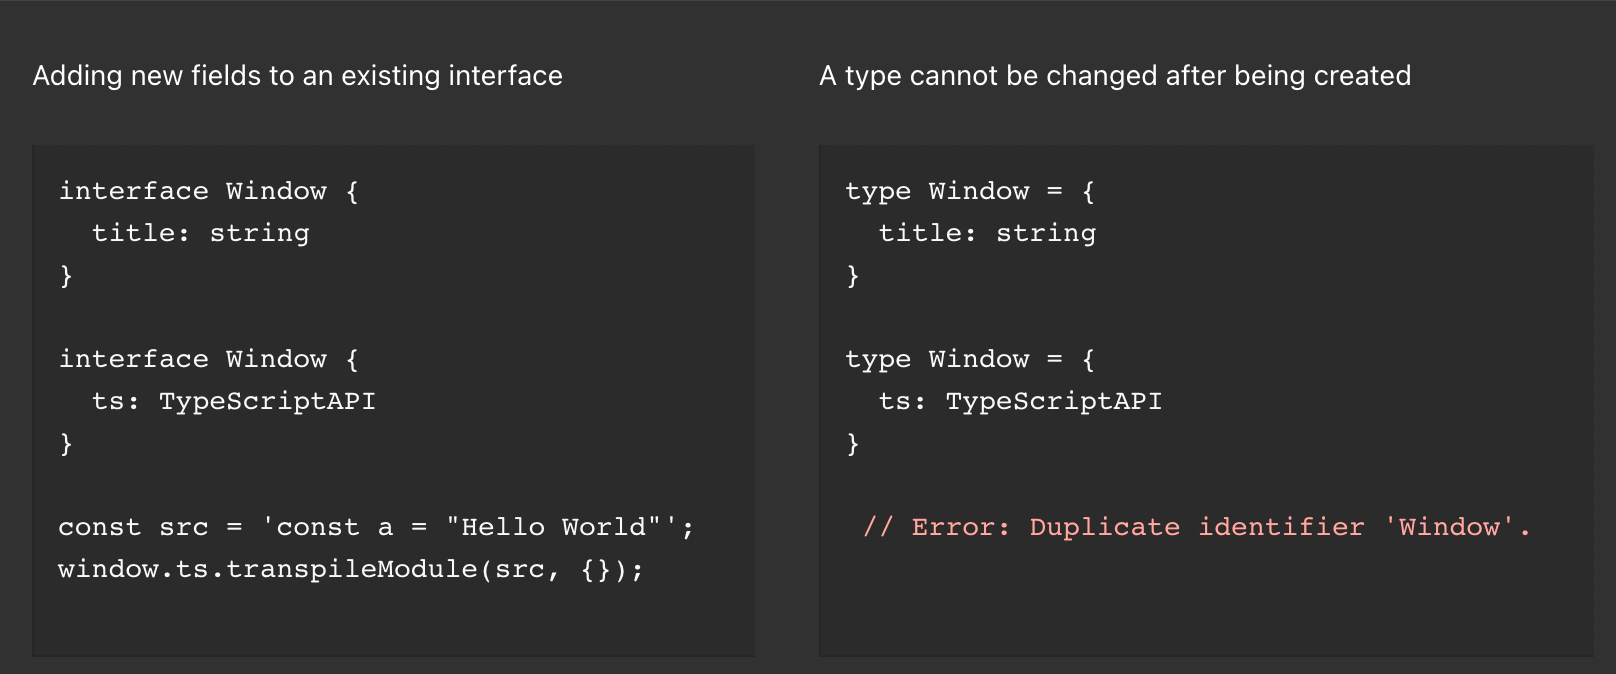 Adding new fields to an existing interface
interface Window {
  title: string
}

interface Window {
  ts: TypeScriptAPI
}

const src = 'const a = "Hello World"';
window.ts.transpileModule(src, {});

A type cannot be changed after being created
type Window = {
  title: string
}

type Window = {
  ts: TypeScriptAPI
}

 // Error: Duplicate identifier 'Window'.